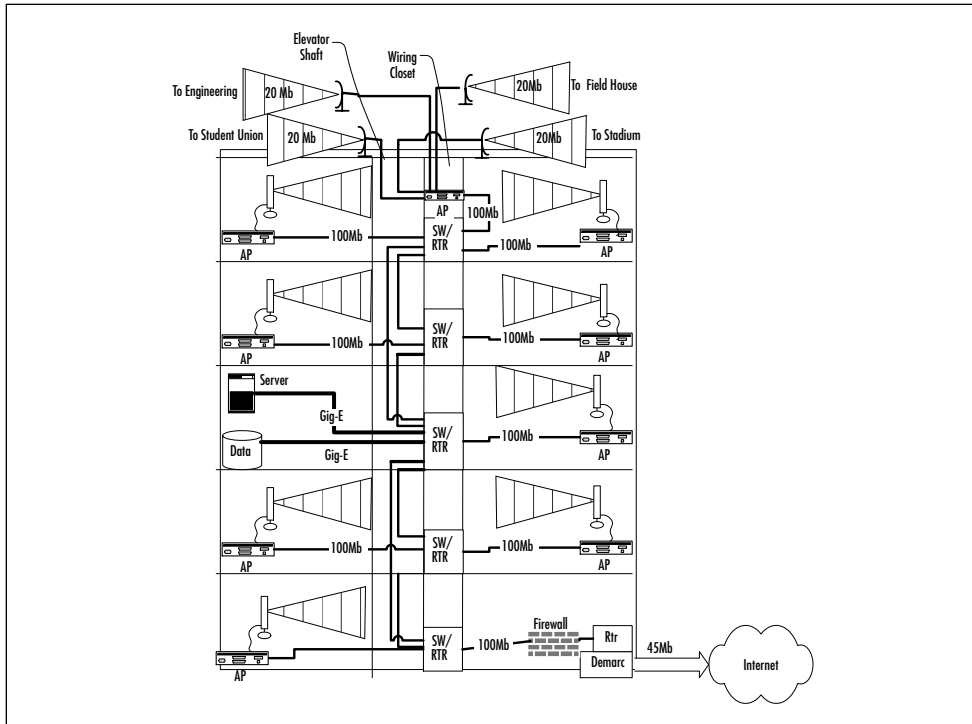 Elevator
Shaft
Wiring
Closet
To Engineering
20 Mb
20Mb
To Field House
To Student Union
20 Mb
20Mb
To Stadium
AP
100Mb
100Mb
SW/
RTR
100Mb
AP
AP
100Mb
SW/
RTR
100Mb
AP
AP
Server
Gig-E
SW/
RTR
100Mb
AP
Data
Gig-E
100Mb
SW/
RTR
100Mb
AP
AP
Firewall
SW/
RTR
100Mb
Rtr
45Mb
Demarc
Internet
AP